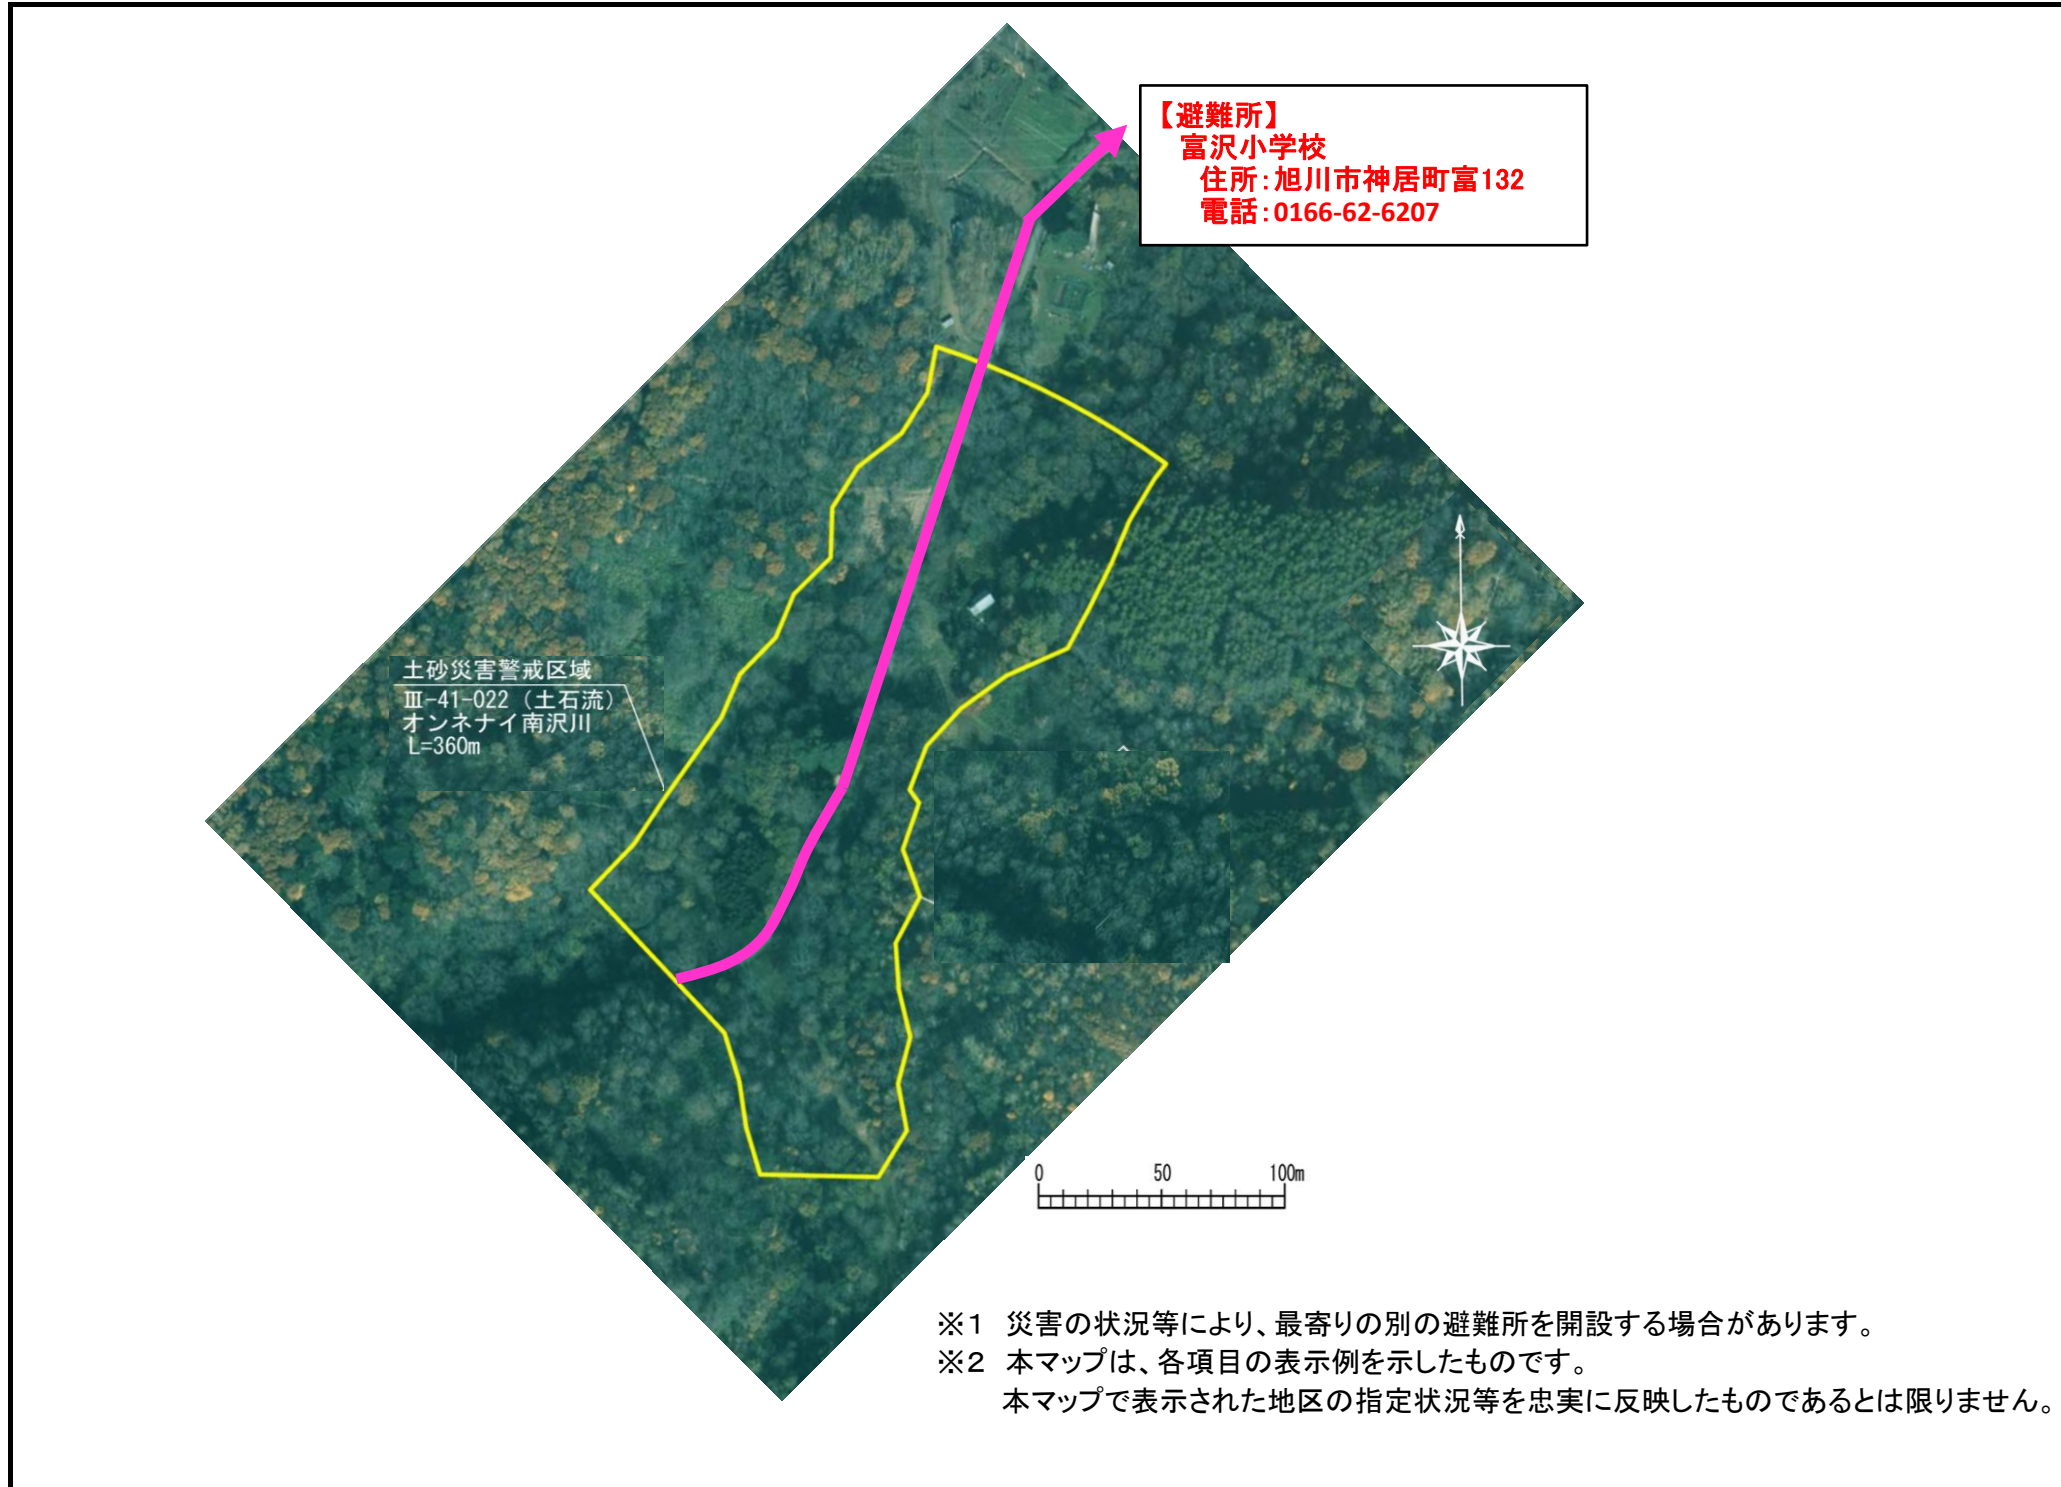 【避難所】
富沢小学校
住所：旭川市神居町富132
電話：0166-62-6207
土砂災害警戒区域
Ⅲ-41-022（土石流）
オンネナイ南沢川
L=360m
0 50 100m
※1 災害の状況等により、最寄りの別の避難所を開設する場合があります。
※2 本マップは、各項目の表示例を示したものです。
本マップで表示された地区の指定状況等を忠実に反映したものであるとは限りません。